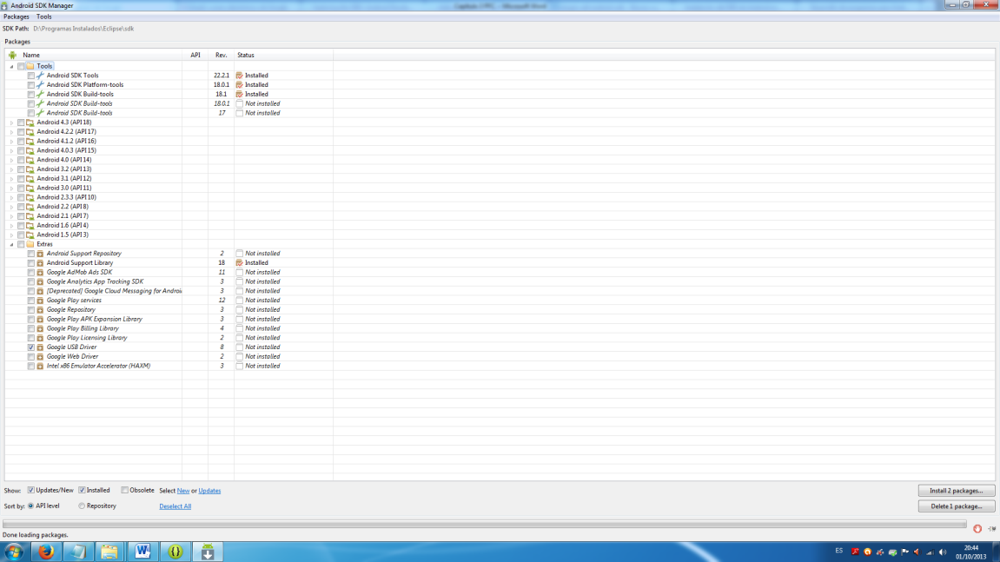 Android SDK Manager
Packages Tools
SDK Path: D:\Programas Instalados\Eclipse\sdk
Packages
Name API Rev. Status
Tools
Android SDK Tools 22.2.1 Installed
Android SDK Platform-tools 18.0.1 Installed
Android SDK Build-tools 18.1 Installed
Android SDK Build-tools 18.0.1 Not installed
Android SDK Build-tools 17 Not installed
Android 4.3 (API 18)
Android 4.2.2 (API 17)
Android 4.1.2 (API 16)
Android 4.0.3 (API 15)
Android 4.0 (API 14)
Android 3.2 (API 13)
Android 3.1 (API 12)
Android 3.0 (API 11)
Android 2.3.3 (API 10)
Android 2.2 (API 8)
Android 2.1 (API 7)
Android 1.6 (API 4)
Android 1.5 (API 3)
Extras
Android Support Repository 2 Not installed
Android Support Library 18 Installed
Google AdMob Ads SDK 11 Not installed
Google Analytics App Tracking SDK 3 Not installed
[Deprecated] Google Cloud Messaging for Androi 3 Not installed
Google Play services 12 Not installed
Google Repository 3 Not installed
Google Play APK Expansion Library 3 Not installed
Google Play Billing Library 4 Not installed
Google Play Licensing Library 2 Not installed
Google USB Driver 8 Not installed
Google Web Driver 2 Not installed
Intel x86 Emulator Accelerator (HAXM) 3 Not installed
Show: Updates/New Installed Obsolete Select New or Updates Install 2 packages...
Sort by: API level Repository Deselect All Delete 1 package...
Done loading packages.
ES 20:44
01/10/2013